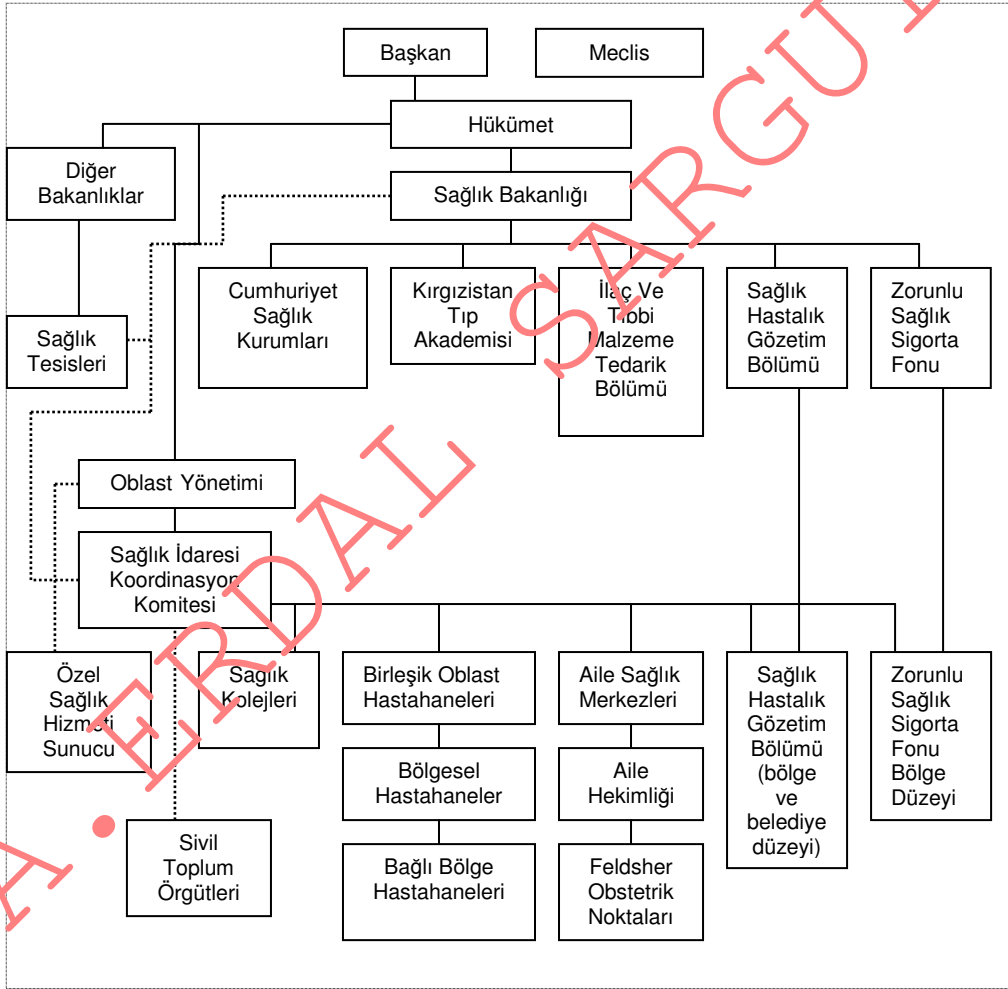 Başkan
Meclis
Hükümet
Diğer
Bakanlıklar
Sağlık Bakanlığı
Cumhuriyet
Sağlık
Kurumları
Kırgızistan
Tıp
Akademisi
İlaç Ve
Tıbbi
Malzeme
Tedarik
Bölümü
Sağlık
Hastalık
Gözetim
Bölümü
Zorunlu
Sağlık
Sigorta
Fonu
Sağlık
Tesisleri
Oblast Yönetimi
Sağlık İdaresi
Koordinasyon
Komitesi
Özel
Sağlık
Hizmeti
Sunucu
Sağlık
Kolejleri
Birleşik Oblast
Hastahaneleri
Aile Sağlık
Merkezleri
Sağlık
Hastalık
Gözetim
Bölümü
(bölge
ve
belediye
düzeyi)
Zorunlu
Sağlık
Sigorta
Fonu
Bölge
Düzeyi
Bölgesel
Hastahaneler
Aile
Hekimliği
Sivil
Toplum
Örgütleri
Bağlı Bölge
Hastahaneleri
Feldsher
Obstetrik
Noktaları
A. ERDAL SARGU